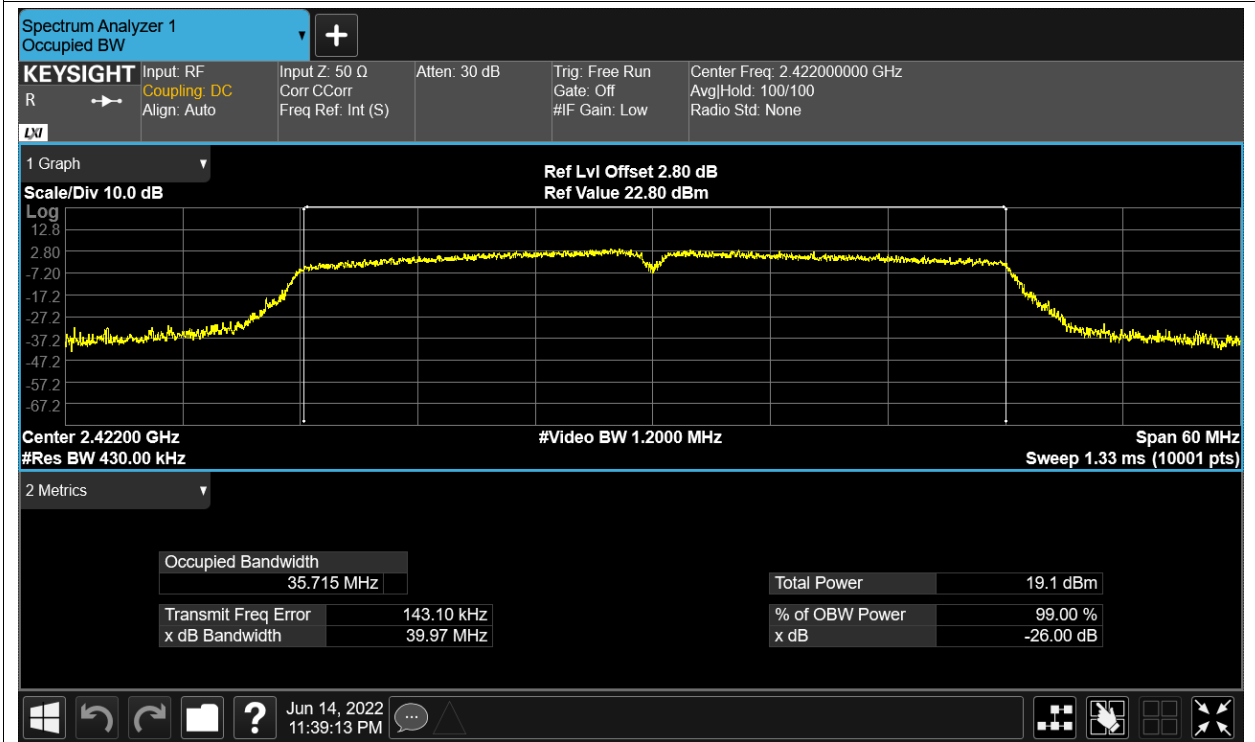 Spectrum Analyzer 1
Occupied BW
KEYSIGHT
R
LXI
Input: RF
Coupling: DC
Align: Auto
Input Z: 50 Ω
Corr CCorr
Freq Ref: Int (S)
Atten: 30 dB
Trig: Free Run
Gate: Off
#IF Gain: Low
Center Freq: 2.422000000 GHz
Avg|Hold: 100/100
Radio Std: None
1 Graph
Scale/Div 10.0 dB
Ref Lvl Offset 2.80 dB
Ref Value 22.80 dBm
Log
12.8
2.80
-7.20
-17.2
-27.2
-37.2
-47.2
-57.2
-67.2
Center 2.42200 GHz
#Res BW 430.00 kHz
#Video BW 1.2000 MHz
Span 60 MHz
Sweep 1.33 ms (10001 pts)
2 Metrics
Occupied Bandwidth
35.715 MHz
Transmit Freq Error 143.10 kHz
x dB Bandwidth 39.97 MHz
Total Power 19.1 dBm
% of OBW Power 99.00 %
x dB -26.00 dB
?
Jun 14, 2022
11:39:13 PM